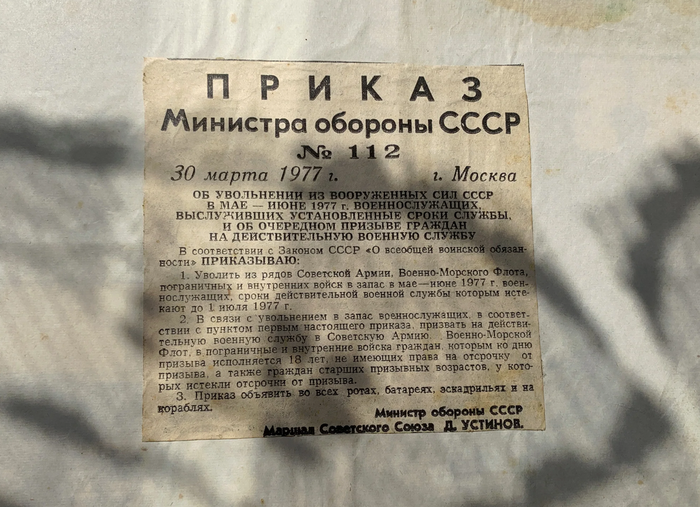 ПРИКАЗ
Министра обороны СССР
№ 112
30 марта 1977 г. г. Москва
ОБ УВОЛЬНЕНИИ ИЗ ВООРУЖЕННЫХ СИЛ СССР
В МАЕ — ИЮНЕ 1977 г. ВОЕННОСЛУЖАЩИХ,
ВЫСЛУЖИВШИХ УСТАНОВЛЕННЫЕ СРОКИ СЛУЖБЫ,
И ОБ ОЧЕРЕДНОМ ПРИЗЫВЕ ГРАЖДАН
НА ДЕЙСТВИТЕЛЬНУЮ ВОЕННУЮ СЛУЖБУ
В соответствии с Законом СССР «О всеобщей воинской обязан-
ности» ПРИКАЗЫВАЮ:
1. Уволить из рядов Советской Армии, Военно-Морского Флота,
пограничных и внутренних войск в запас в мае—июне 1977 г. воен-
нослужащих, сроки действительной военной службы которым исте-
кают до 1 июля 1977 г.
2. В связи с увольнением в запас военнослужащих, в соответ-
ствии с пунктом первым настоящего приказа, призвать на действи-
тельную военную службу в Советскую Армию, Военно-Морской
Флот, в пограничные и внутренние войска граждан, которым ко дню
призыва исполняется 18 лет, не имеющих права на отсрочку от
призыва, а также граждан старших призывных возрастов, у кото-
рых истекли отсрочки от призыва.
3. Приказ объявить во всех ротах, батареях, эскадрильях и на
кораблях.
Министр обороны СССР
Маршал Советского Союза Д. УСТИНОВ.